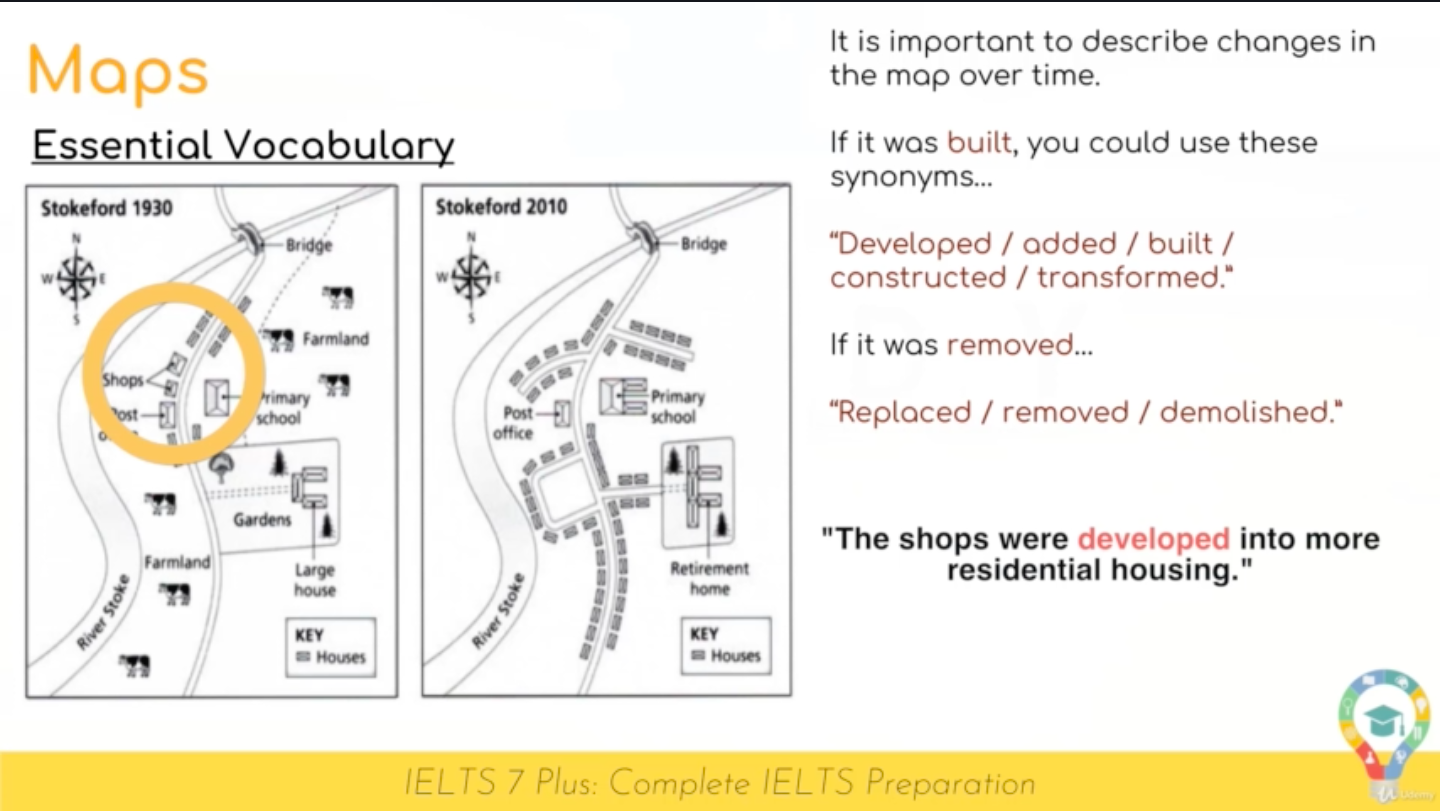 Maps
Essential Vocabulary
Stokeford 1930
N
W
E
S
Bridge
Farmland
Shops
Post
Primary
school
Gardens
Farmland
Large
house
River Stoke
KEY
Houses
Stokeford 2010
N
W
E
S
Bridge
Post
office
Primary
school
Retirement
home
River Stoke
KEY
Houses
It is important to describe changes in
the map over time.
If it was built, you could use these
synonyms...
“Developed / added / built /
constructed / transformed.”
If it was removed...
“Replaced / removed / demolished.”
"The shops were developed into more
residential housing."
IELTS 7 Plus: Complete IELTS Preparation
Udemy